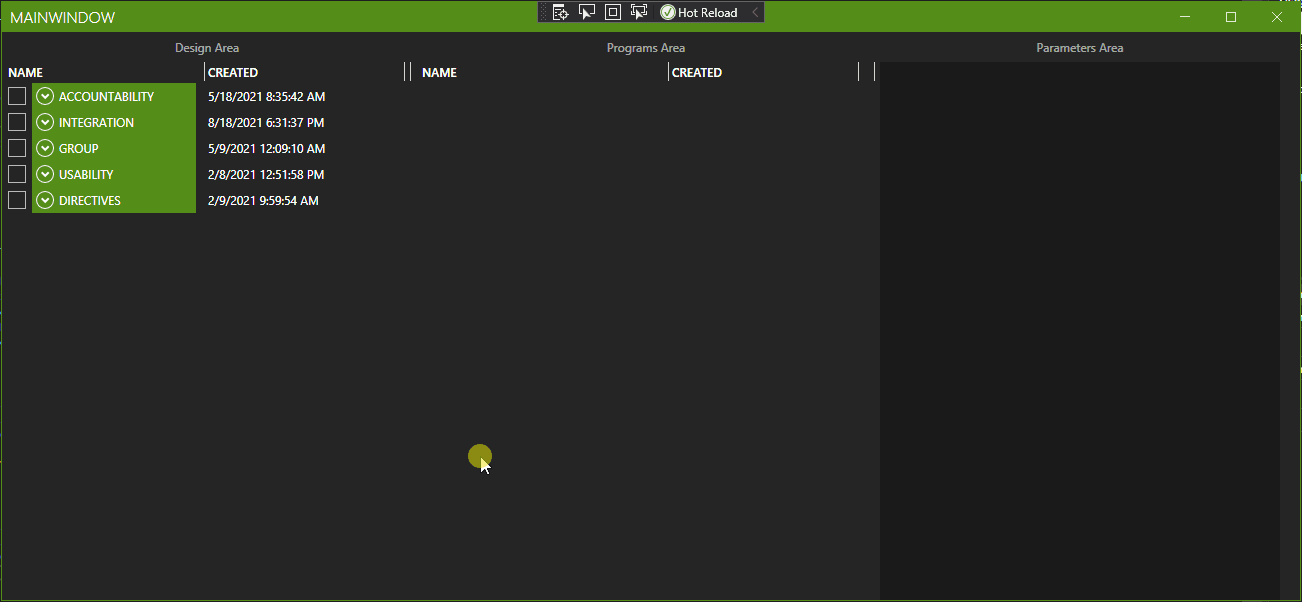 MAINWINDOW
Hot Reload
Design Area Programs Area Parameters Area
NAME CREATED NAME CREATED
ACCOUNTABILITY 5/18/2021 8:35:42 AM
INTEGRATION 8/18/2021 6:31:37 PM
GROUP 5/9/2021 12:09:10 AM
USABILITY 2/8/2021 12:51:58 PM
DIRECTIVES 2/9/2021 9:59:54 AM